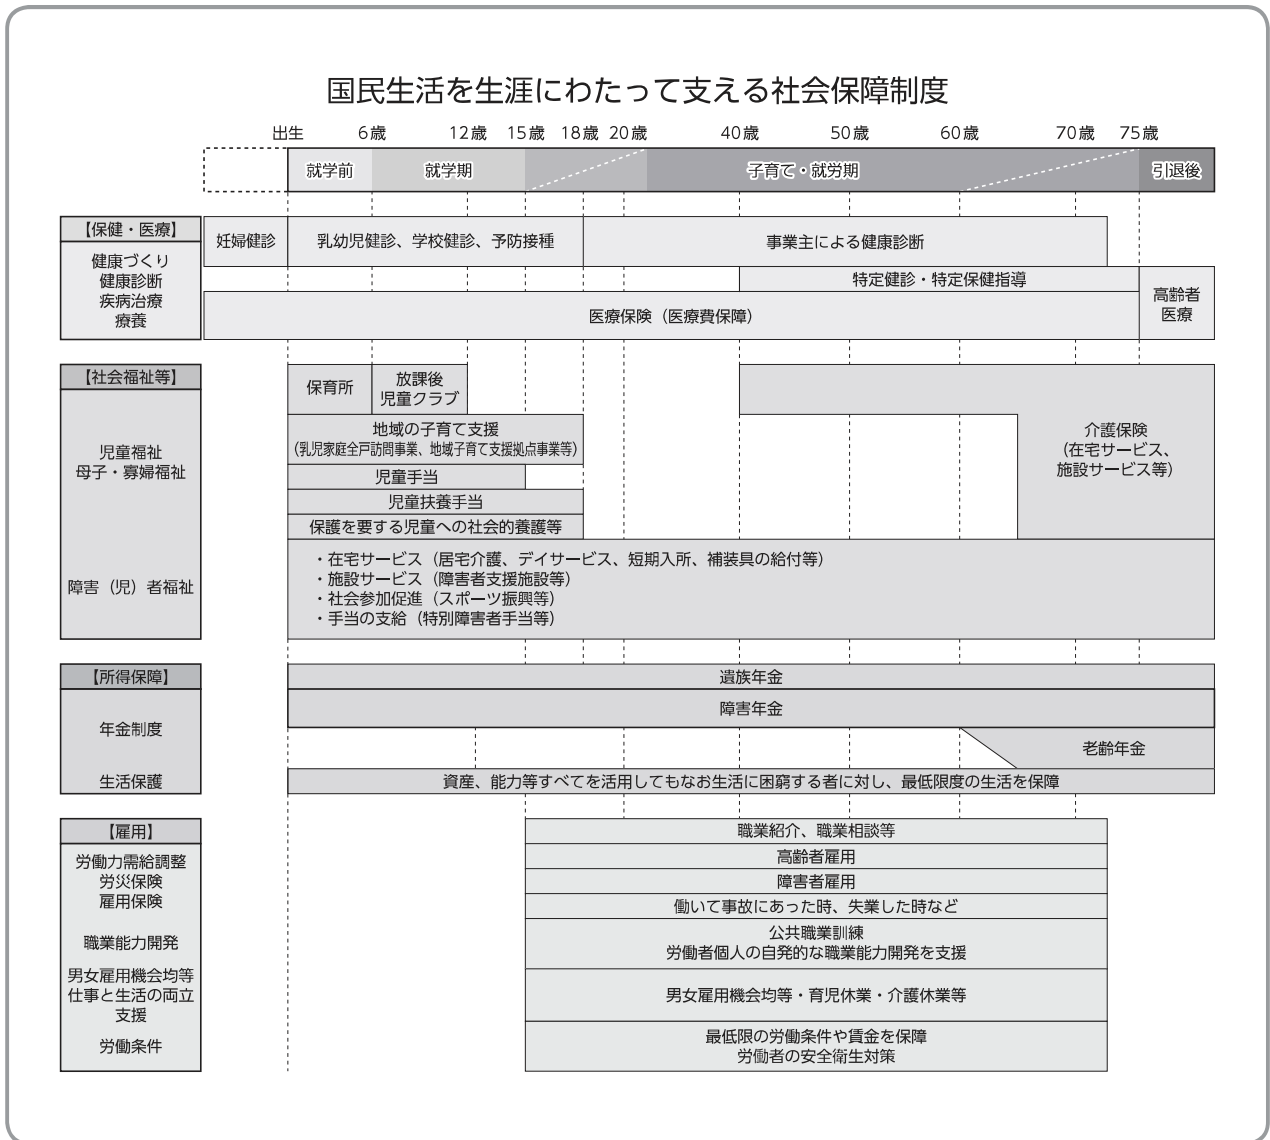 国民生活を生涯にわたって支える社会保障制度
出生 6歳 12歳 15歳 18歳 20歳 40歳 50歳 60歳 70歳 75歳
就学前 就学期 子育て・就労期 引退後
【保健・医療】
健康づくり
健康診断
疾病治療
療養
妊婦健診 乳幼児健診、学校健診、予防接種 事業主による健康診断
特定健診・特定保健指導
医療保険（医療費保障）
高齢者
医療
【社会福祉等】
児童福祉
母子・寡婦福祉
障害（児）者福祉
保育所
放課後
児童クラブ
地域の子育て支援
（乳児家庭全戸訪問事業、地域子育て支援拠点事業等）
児童手当
児童扶養手当
保護を要する児童への社会的養護等
介護保険
（在宅サービス、
施設サービス等）
・在宅サービス（居宅介護、デイサービス、短期入所、補装具の給付等）
・施設サービス（障害者支援施設等）
・社会参加促進（スポーツ振興等）
・手当の支給（特別障害者手当等）
【所得保障】
年金制度
生活保護
遺族年金
障害年金
老齢年金
資産、能力等すべてを活用してもなお生活に困窮する者に対し、最低限度の生活を保障
【雇用】
労働力需給調整
労災保険
雇用保険
職業能力開発
男女雇用機会均等
仕事と生活の両立
支援
労働条件
職業紹介、職業相談等
高齢者雇用
障害者雇用
働いて事故にあった時、失業した時など
公共職業訓練
労働者個人の自発的な職業能力開発を支援
男女雇用機会均等・育児休業・介護休業等
最低限の労働条件や賃金を保障
労働者の安全衛生対策